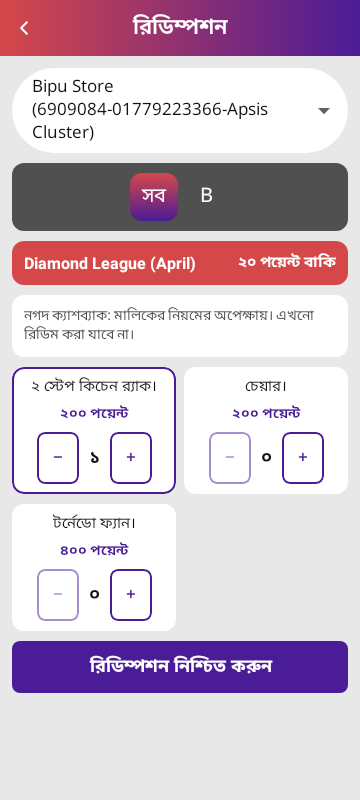 রিডিম্পশন
Bipu Store
(6909084-01779223366-Apsis
Cluster)
সব B
Diamond League (April) ২০ পয়েন্ট বাকি
নগদ ক্যাশব্যাক: মালিকের নিয়মের অপেক্ষায়। এখনো
রিডিম করা যাবে না।
২ স্টেপ কিচেন র‍্যাক। চেয়ার।
২০০ পয়েন্ট ২০০ পয়েন্ট
− ১ + − ০ +
টর্নেডো ফ্যান।
৪০০ পয়েন্ট
− ০ +
রিডিম্পশন নিশ্চিত করুন